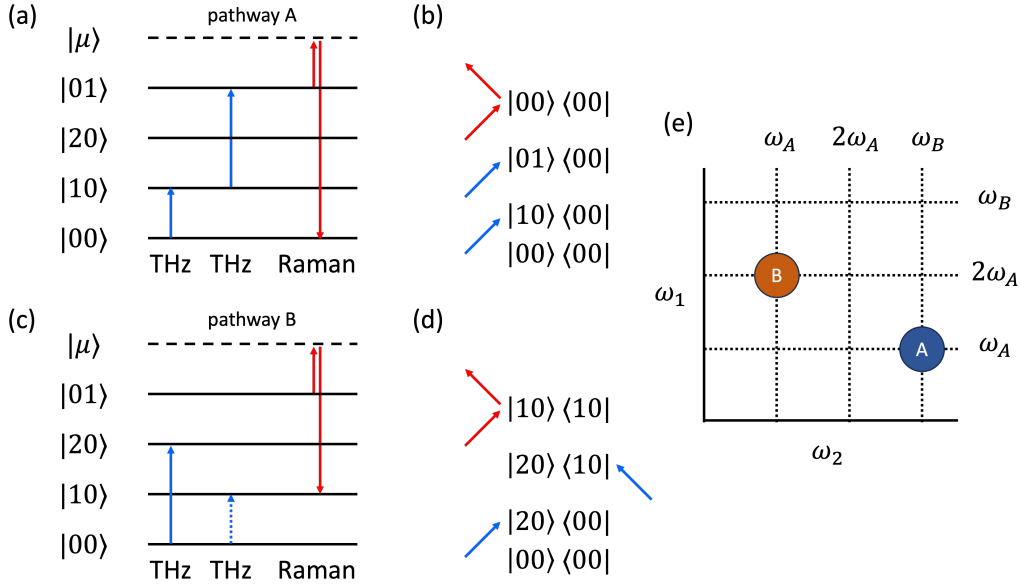 (a)
pathway A
|μ⟩
|01⟩
|20⟩
|10⟩
|00⟩
THz THz Raman
(b)
|00⟩⟨00|
|01⟩⟨00|
|10⟩⟨00|
|00⟩⟨00|
(c)
pathway B
|μ⟩
|01⟩
|20⟩
|10⟩
|00⟩
THz THz Raman
(d)
|10⟩⟨10|
|20⟩⟨10|
|20⟩⟨00|
|00⟩⟨00|
(e)
ω_A 2ω_A ω_B
ω_B
B 2ω_A
ω_1
A ω_A
ω_2